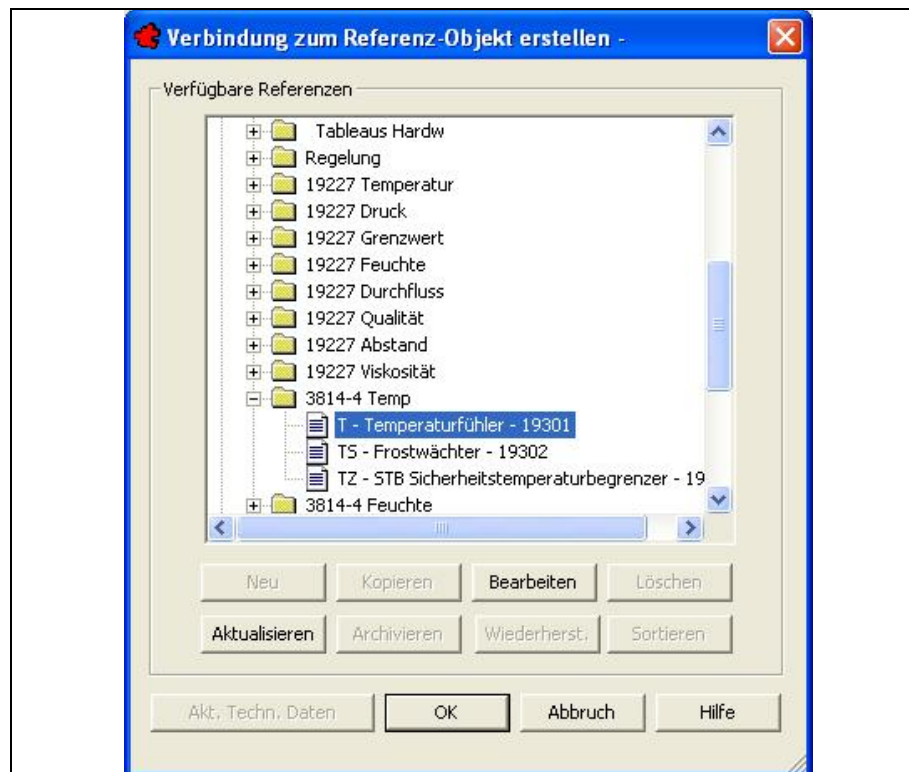 Verbindung zum Referenz-Objekt erstellen -
Verfügbare Referenzen
Tableaus Hardw
Regelung
19227 Temperatur
19227 Druck
19227 Grenzwert
19227 Feuchte
19227 Durchfluss
19227 Qualität
19227 Abstand
19227 Viskosität
3814-4 Temp
T - Temperaturfühler - 19301
TS - Frostwächter - 19302
TZ - STB Sicherheitstemperaturbegrenzer - 19
3814-4 Feuchte
Neu Kopieren Bearbeiten Löschen
Aktualisieren Archivieren Wiederherst. Sortieren
Akt. Techn. Daten OK Abbruch Hilfe